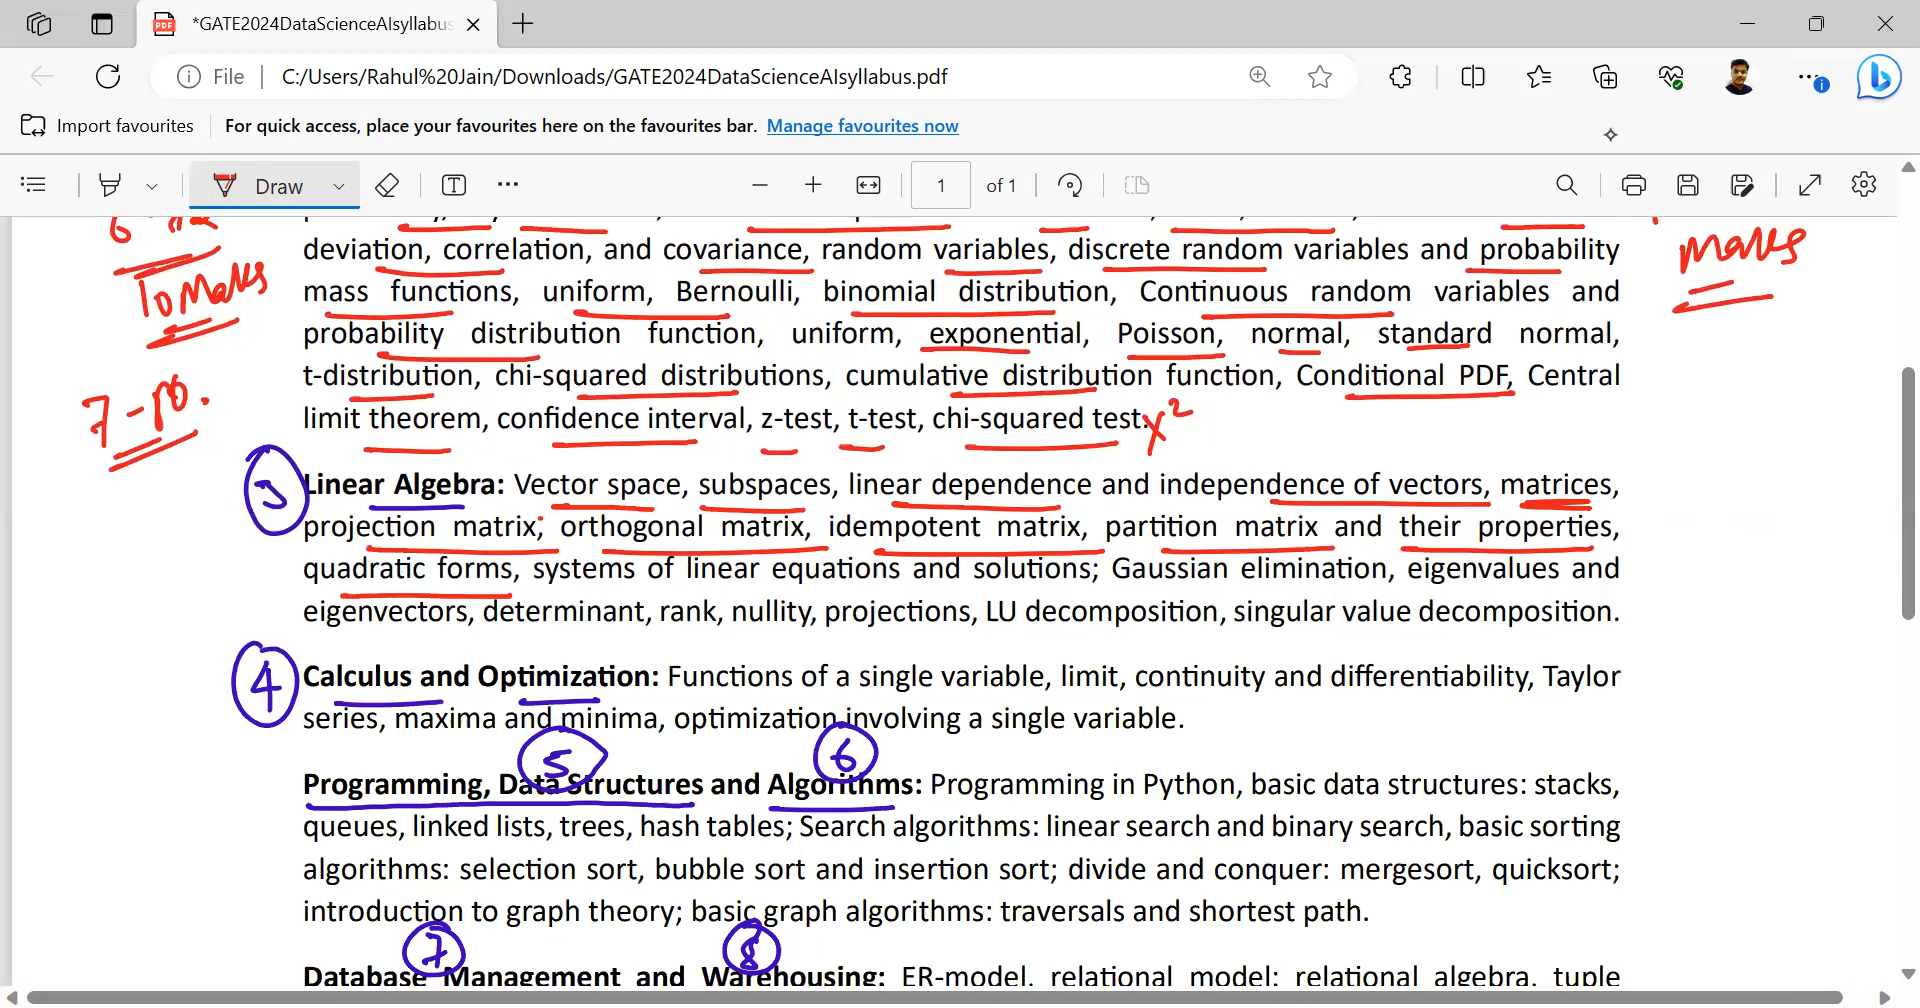 *GATE2024DataScienceAIsyllabus
File
C:/Users/Rahul%20Jain/Downloads/GATE2024DataScienceAIsyllabus.pdf
Import favourites
For quick access, place your favourites here on the favourites bar. Manage favourites now
Draw
1 of 1
marks
10 Marks
deviation, correlation, and covariance, random variables, discrete random variables and probability
mass functions, uniform, Bernoulli, binomial distribution, Continuous random variables and
probability distribution function, uniform, exponential, Poisson, normal, standard normal,
t-distribution, chi-squared distributions, cumulative distribution function, Conditional PDF, Central
limit theorem, confidence interval, z-test, t-test, chi-squared test.
X²
3
Linear Algebra: Vector space, subspaces, linear dependence and independence of vectors, matrices,
projection matrix, orthogonal matrix, idempotent matrix, partition matrix and their properties,
quadratic forms, systems of linear equations and solutions; Gaussian elimination, eigenvalues and
eigenvectors, determinant, rank, nullity, projections, LU decomposition, singular value decomposition.
4
Calculus and Optimization: Functions of a single variable, limit, continuity and differentiability, Taylor
series, maxima and minima, optimization involving a single variable.
5 6
Programming, Data Structures and Algorithms: Programming in Python, basic data structures: stacks,
queues, linked lists, trees, hash tables; Search algorithms: linear search and binary search, basic sorting
algorithms: selection sort, bubble sort and insertion sort; divide and conquer: mergesort, quicksort;
introduction to graph theory; basic graph algorithms: traversals and shortest path.
7 8
Database Management and Warehousing: ER-model, relational model: relational algebra, tuple